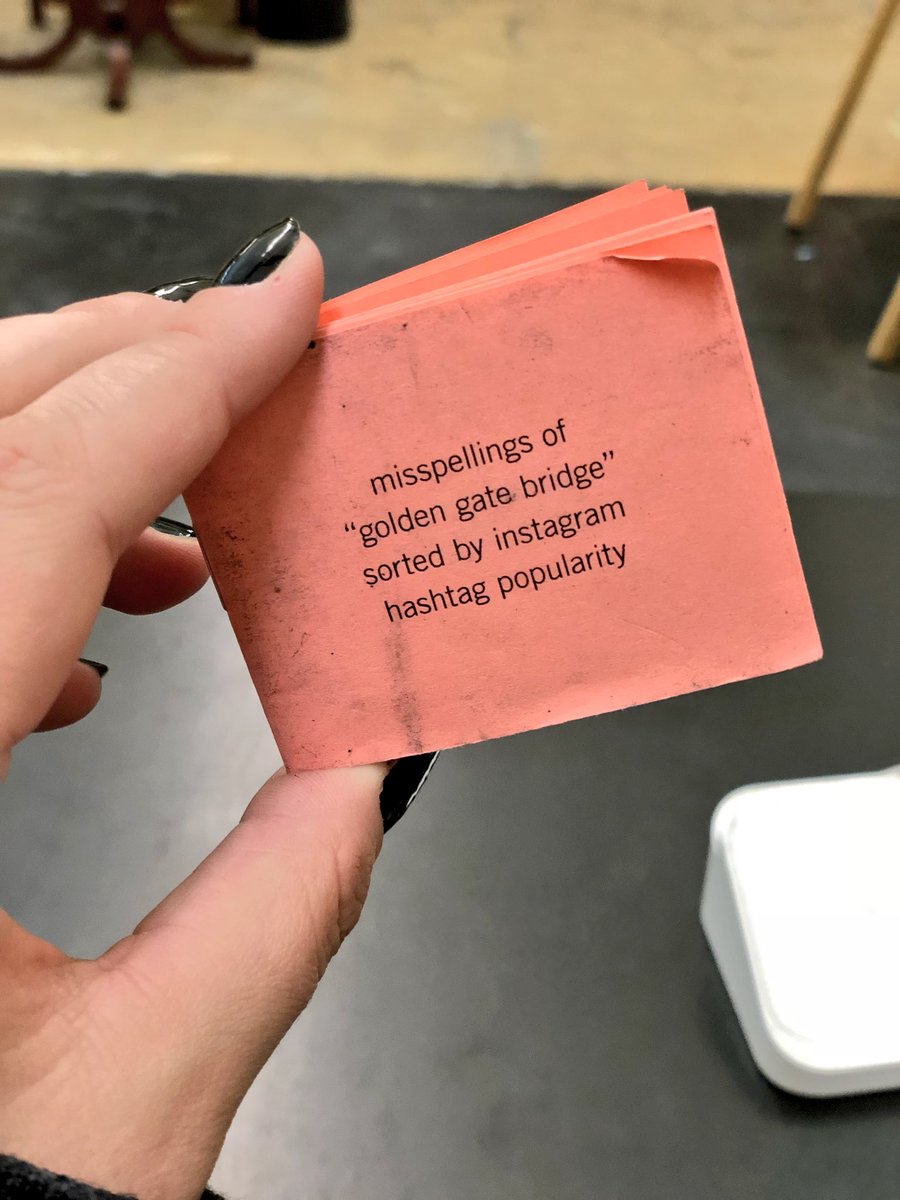 misspellings of
“golden gate bridge”
sorted by instagram
hashtag popularity